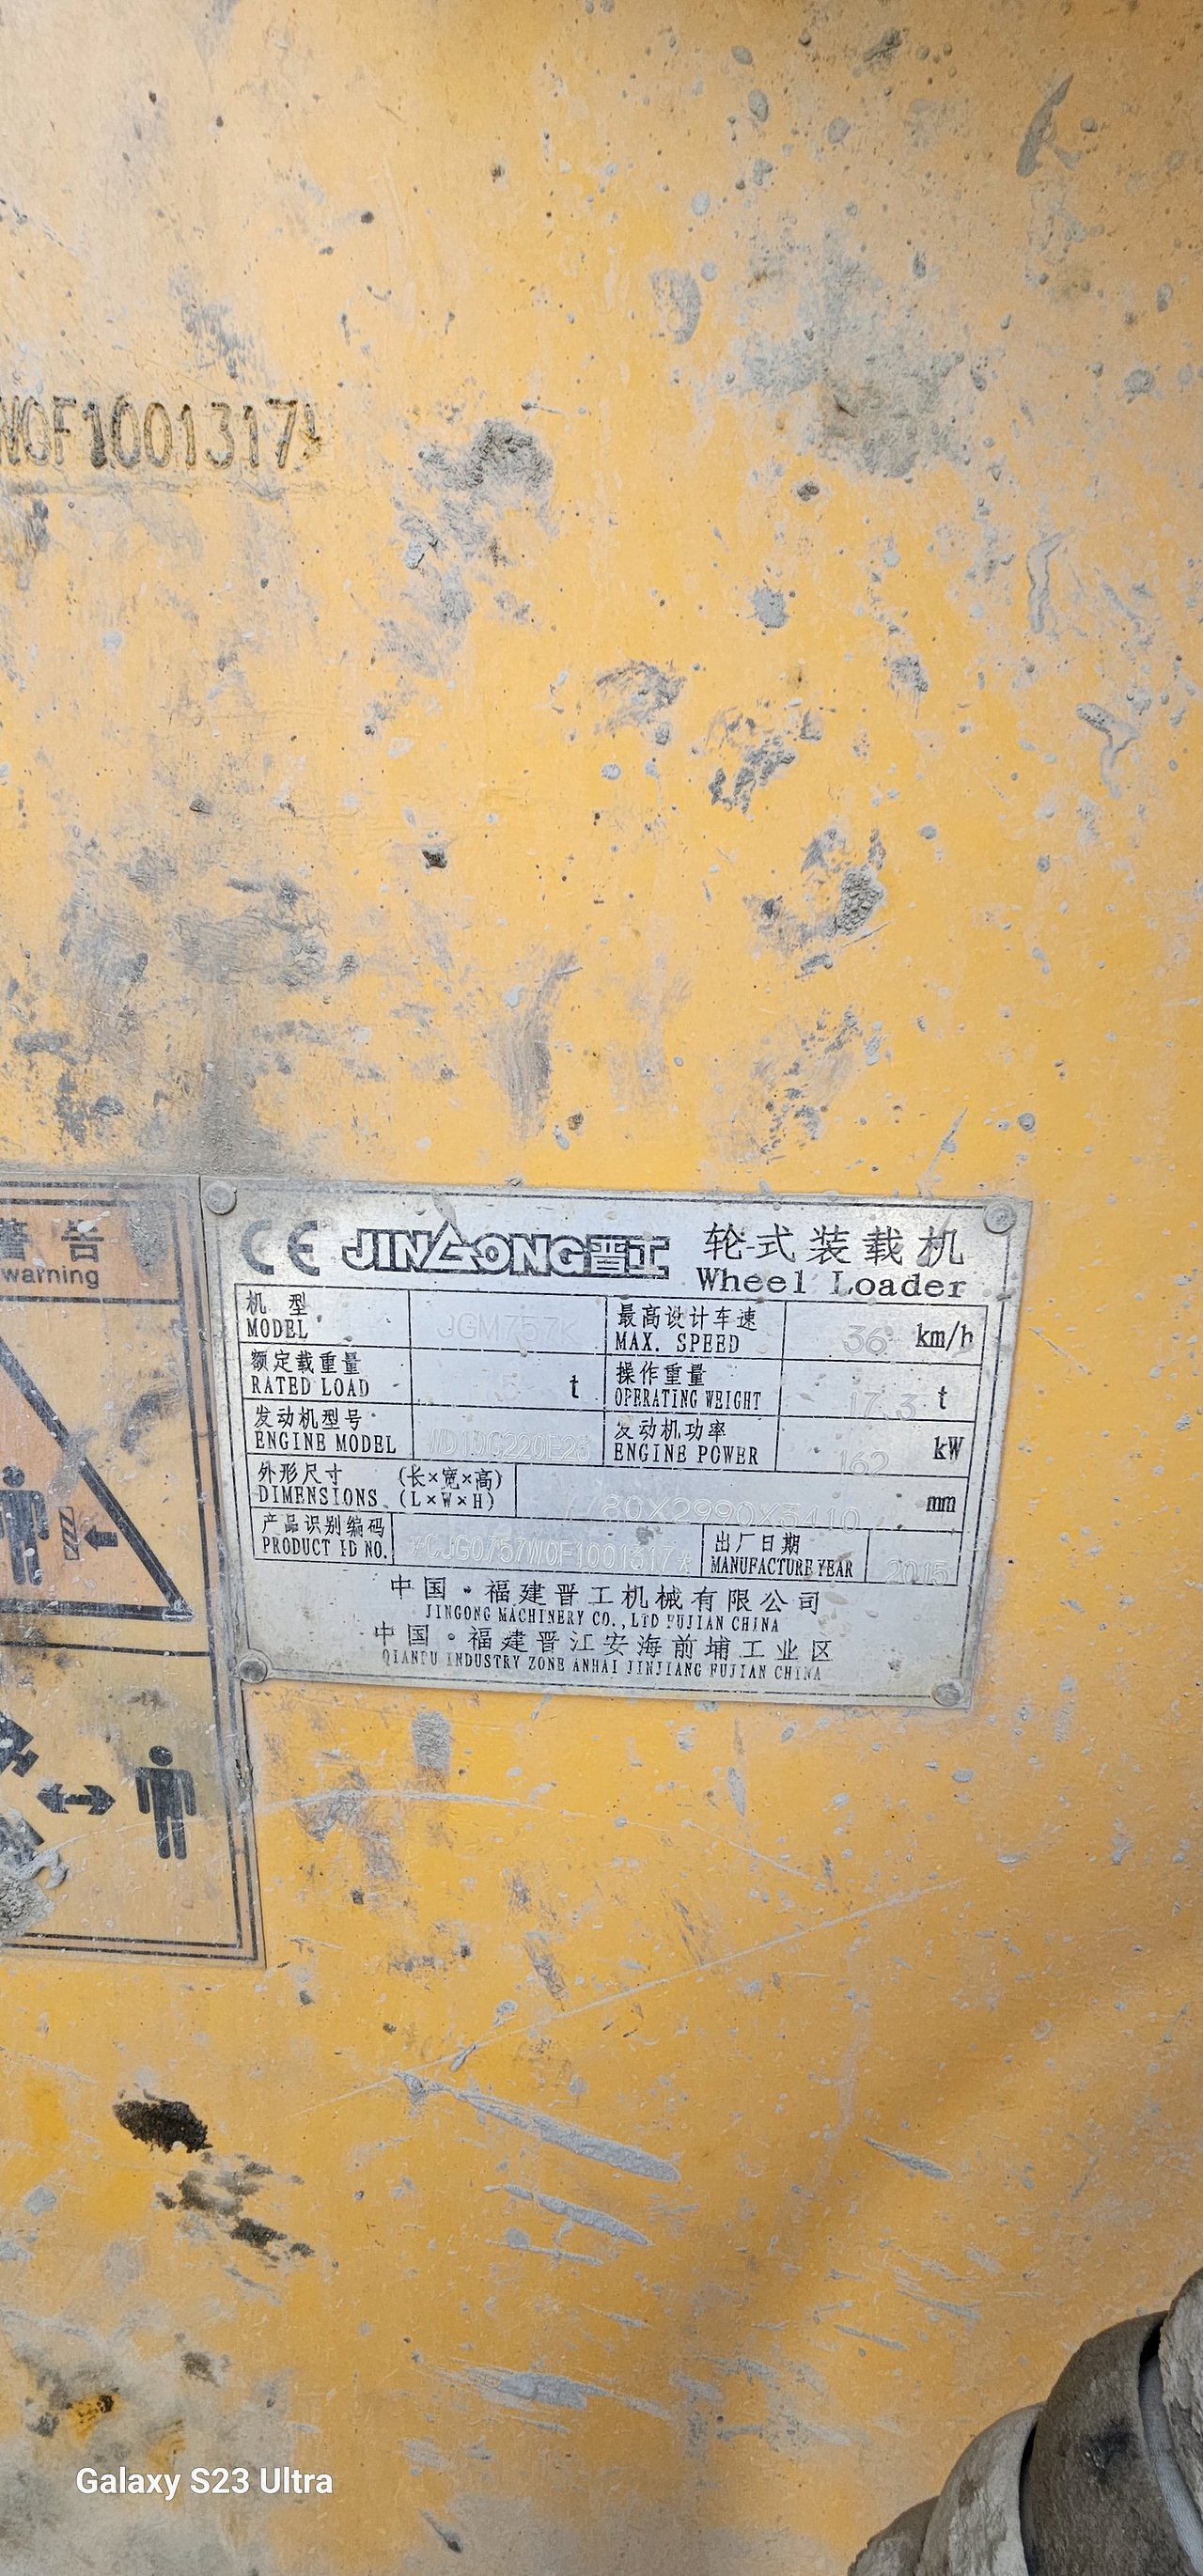 W0F1001317
警告
warning
CE JINGONG晋工 轮式装载机
Wheel Loader
机 型
MODEL
最高设计车速
MAX. SPEED 36 km/h
额定载重量
RATED LOAD t
操作重量
OPERATING WEIGHT 17.3 t
发动机型号
ENGINE MODEL WD10G220E23
发动机功率
ENGINE POWER 162 kW
外形尺寸 (长×宽×高)
DIMENSIONS (L×W×H) 7780X2990X3410 mm
产品识别编码
PRODUCT ID NO. *CJG0757W0F1001317*
出厂日期
MANUFACTURE YEAR 2015
中国·福建晋工机械有限公司
JINGONG MACHINERY CO.,LTD FUJIAN CHINA
中国·福建晋江安海前埔工业区
QIANPU INDUSTRY ZONE ANHAI JINJIANG FUJIAN CHINA
Galaxy S23 Ultra